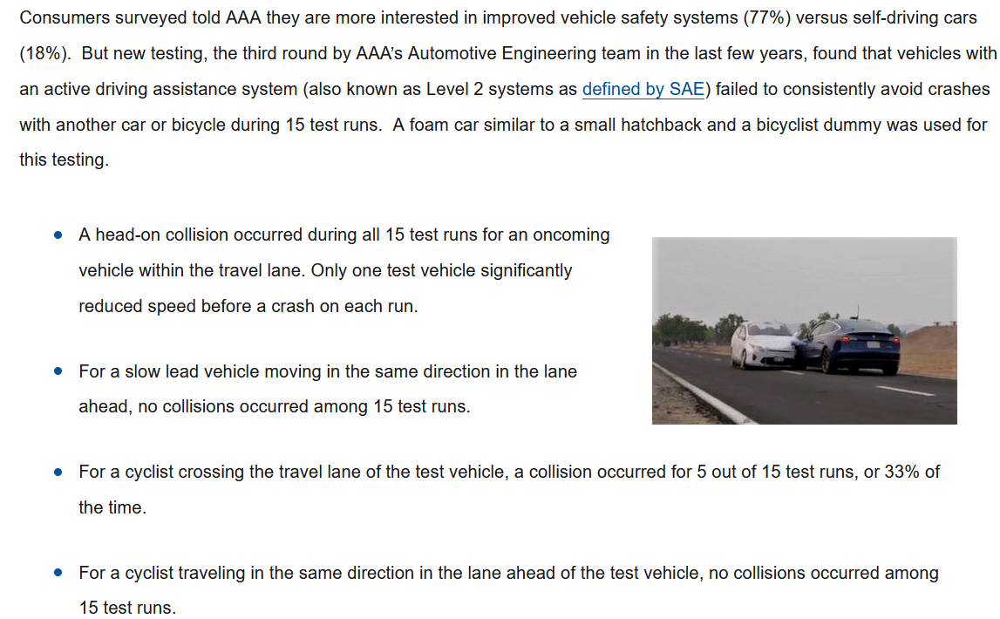 Consumers surveyed told AAA they are more interested in improved vehicle safety systems (77%) versus self-driving cars
(18%).  But new testing, the third round by AAA’s Automotive Engineering team in the last few years, found that vehicles with
an active driving assistance system (also known as Level 2 systems as defined by SAE) failed to consistently avoid crashes
with another car or bicycle during 15 test runs.  A foam car similar to a small hatchback and a bicyclist dummy was used for
this testing.
• A head-on collision occurred during all 15 test runs for an oncoming
vehicle within the travel lane. Only one test vehicle significantly
reduced speed before a crash on each run.
• For a slow lead vehicle moving in the same direction in the lane
ahead, no collisions occurred among 15 test runs.
• For a cyclist crossing the travel lane of the test vehicle, a collision occurred for 5 out of 15 test runs, or 33% of
the time.
• For a cyclist traveling in the same direction in the lane ahead of the test vehicle, no collisions occurred among
15 test runs.